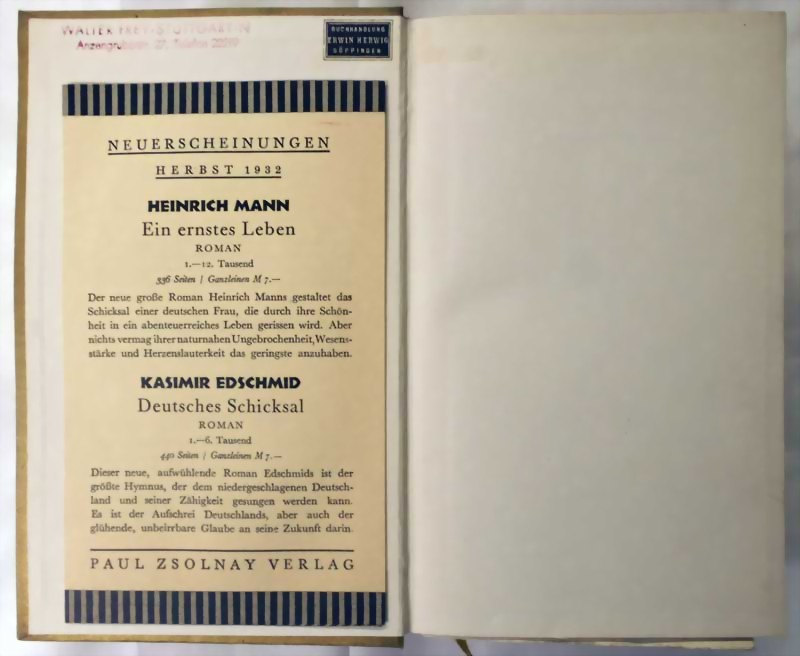 WALTER FREY-STUTTGART N
BUCHHANDLUNG
ERWIN HERWIG
GÖPPINGEN
NEUERSCHEINUNGEN
HERBST 1932
HEINRICH MANN
Ein ernstes Leben
ROMAN
1.—12. Tausend
336 Seiten / Ganzleinen M 7.—
Der neue große Roman Heinrich Manns gestaltet das
Schicksal einer deutschen Frau, die durch ihre Schön-
heit in ein abenteuerreiches Leben gerissen wird. Aber
nichts vermag ihrer naturnahen Ungebrochenheit, Wesens-
stärke und Herzenslauterkeit das geringste anzuhaben.
KASIMIR EDSCHMID
Deutsches Schicksal
ROMAN
1.—6. Tausend
440 Seiten / Ganzleinen M 7.—
Dieser neue, aufwühlende Roman Edschmids ist der
größte Hymnus, der dem niedergeschlagenen Deutsch-
land und seiner Zähigkeit gesungen werden kann.
Es ist der Aufschrei Deutschlands, aber auch der
glühende, unbeirrbare Glaube an seine Zukunft darin.
PAUL ZSOLNAY VERLAG